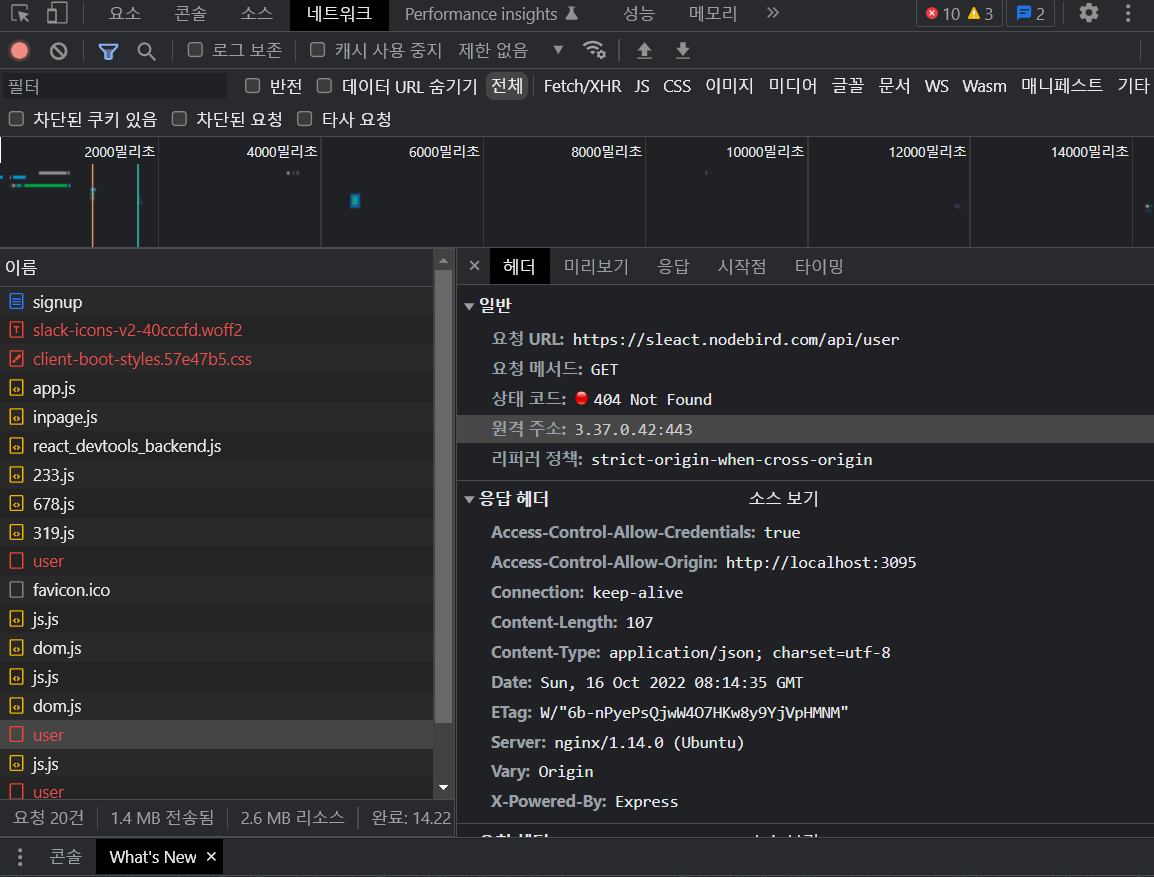 요소 콘솔 소스 네트워크 Performance insights 성능 메모리 » 10 3 2
로그 보존 캐시 사용 중지 제한 없음
필터 반전 데이터 URL 숨기기 전체 Fetch/XHR JS CSS 이미지 미디어 글꼴 문서 WS Wasm 매니페스트 기타
차단된 쿠키 있음 차단된 요청 타사 요청
2000밀리초 4000밀리초 6000밀리초 8000밀리초 10000밀리초 12000밀리초 14000밀리초
이름
signup
slack-icons-v2-40cccfd.woff2
client-boot-styles.57e47b5.css
app.js
inpage.js
react_devtools_backend.js
233.js
678.js
319.js
user
favicon.ico
js.js
dom.js
js.js
dom.js
user
js.js
user
요청 20건 1.4 MB 전송됨 2.6 MB 리소스 완료: 14.22
× 헤더 미리보기 응답 시작점 타이밍
일반
요청 URL: https://sleact.nodebird.com/api/user
요청 메서드: GET
상태 코드: 404 Not Found
원격 주소: 3.37.0.42:443
리퍼러 정책: strict-origin-when-cross-origin
응답 헤더 소스 보기
Access-Control-Allow-Credentials: true
Access-Control-Allow-Origin: http://localhost:3095
Connection: keep-alive
Content-Length: 107
Content-Type: application/json; charset=utf-8
Date: Sun, 16 Oct 2022 08:14:35 GMT
ETag: W/"6b-nPyePsQjwW4O7HKw8y9YjVpHMNM"
Server: nginx/1.14.0 (Ubuntu)
Vary: Origin
X-Powered-By: Express
콘솔 What's New ×